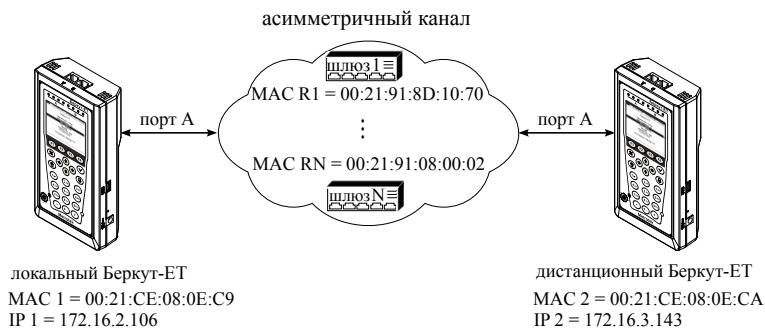 асимметричный канал
шлюз1
MAC R1 = 00:21:91:8D:10:70
порт А
порт А
MAC RN = 00:21:91:08:00:02
шлюзN
локальный Беркут-ЕТ
MAC 1 = 00:21:CE:08:0E:C9
IP 1 = 172.16.2.106
дистанционный Беркут-ЕТ
MAC 2 = 00:21:CE:08:0E:CA
IP 2 = 172.16.3.143